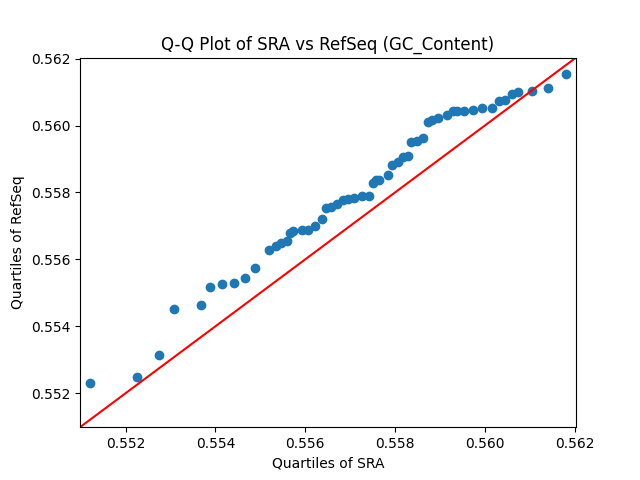 Q-Q Plot of SRA vs RefSeq (GC_Content)
Quartiles of RefSeq
0.562
0.560
0.558
0.556
0.554
0.552
0.552 0.554 0.556 0.558 0.560 0.562
Quartiles of SRA